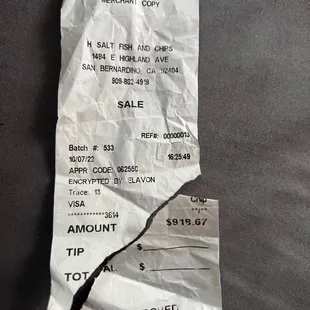 MERCHANT COPY
H SALT FISH AND CHIPS
1484 E HIGHLAND AVE
SAN BERNARDINO, CA 92404
909-882-4919
SALE
REF#: 00000013
Batch #: 533
10/07/22 16:25:49
APPR CODE: 062550
ENCRYPTED BY ELAVON
Trace: 13 Chip
VISA **/**
************3614
AMOUNT $918.67
TIP $
TOTAL $